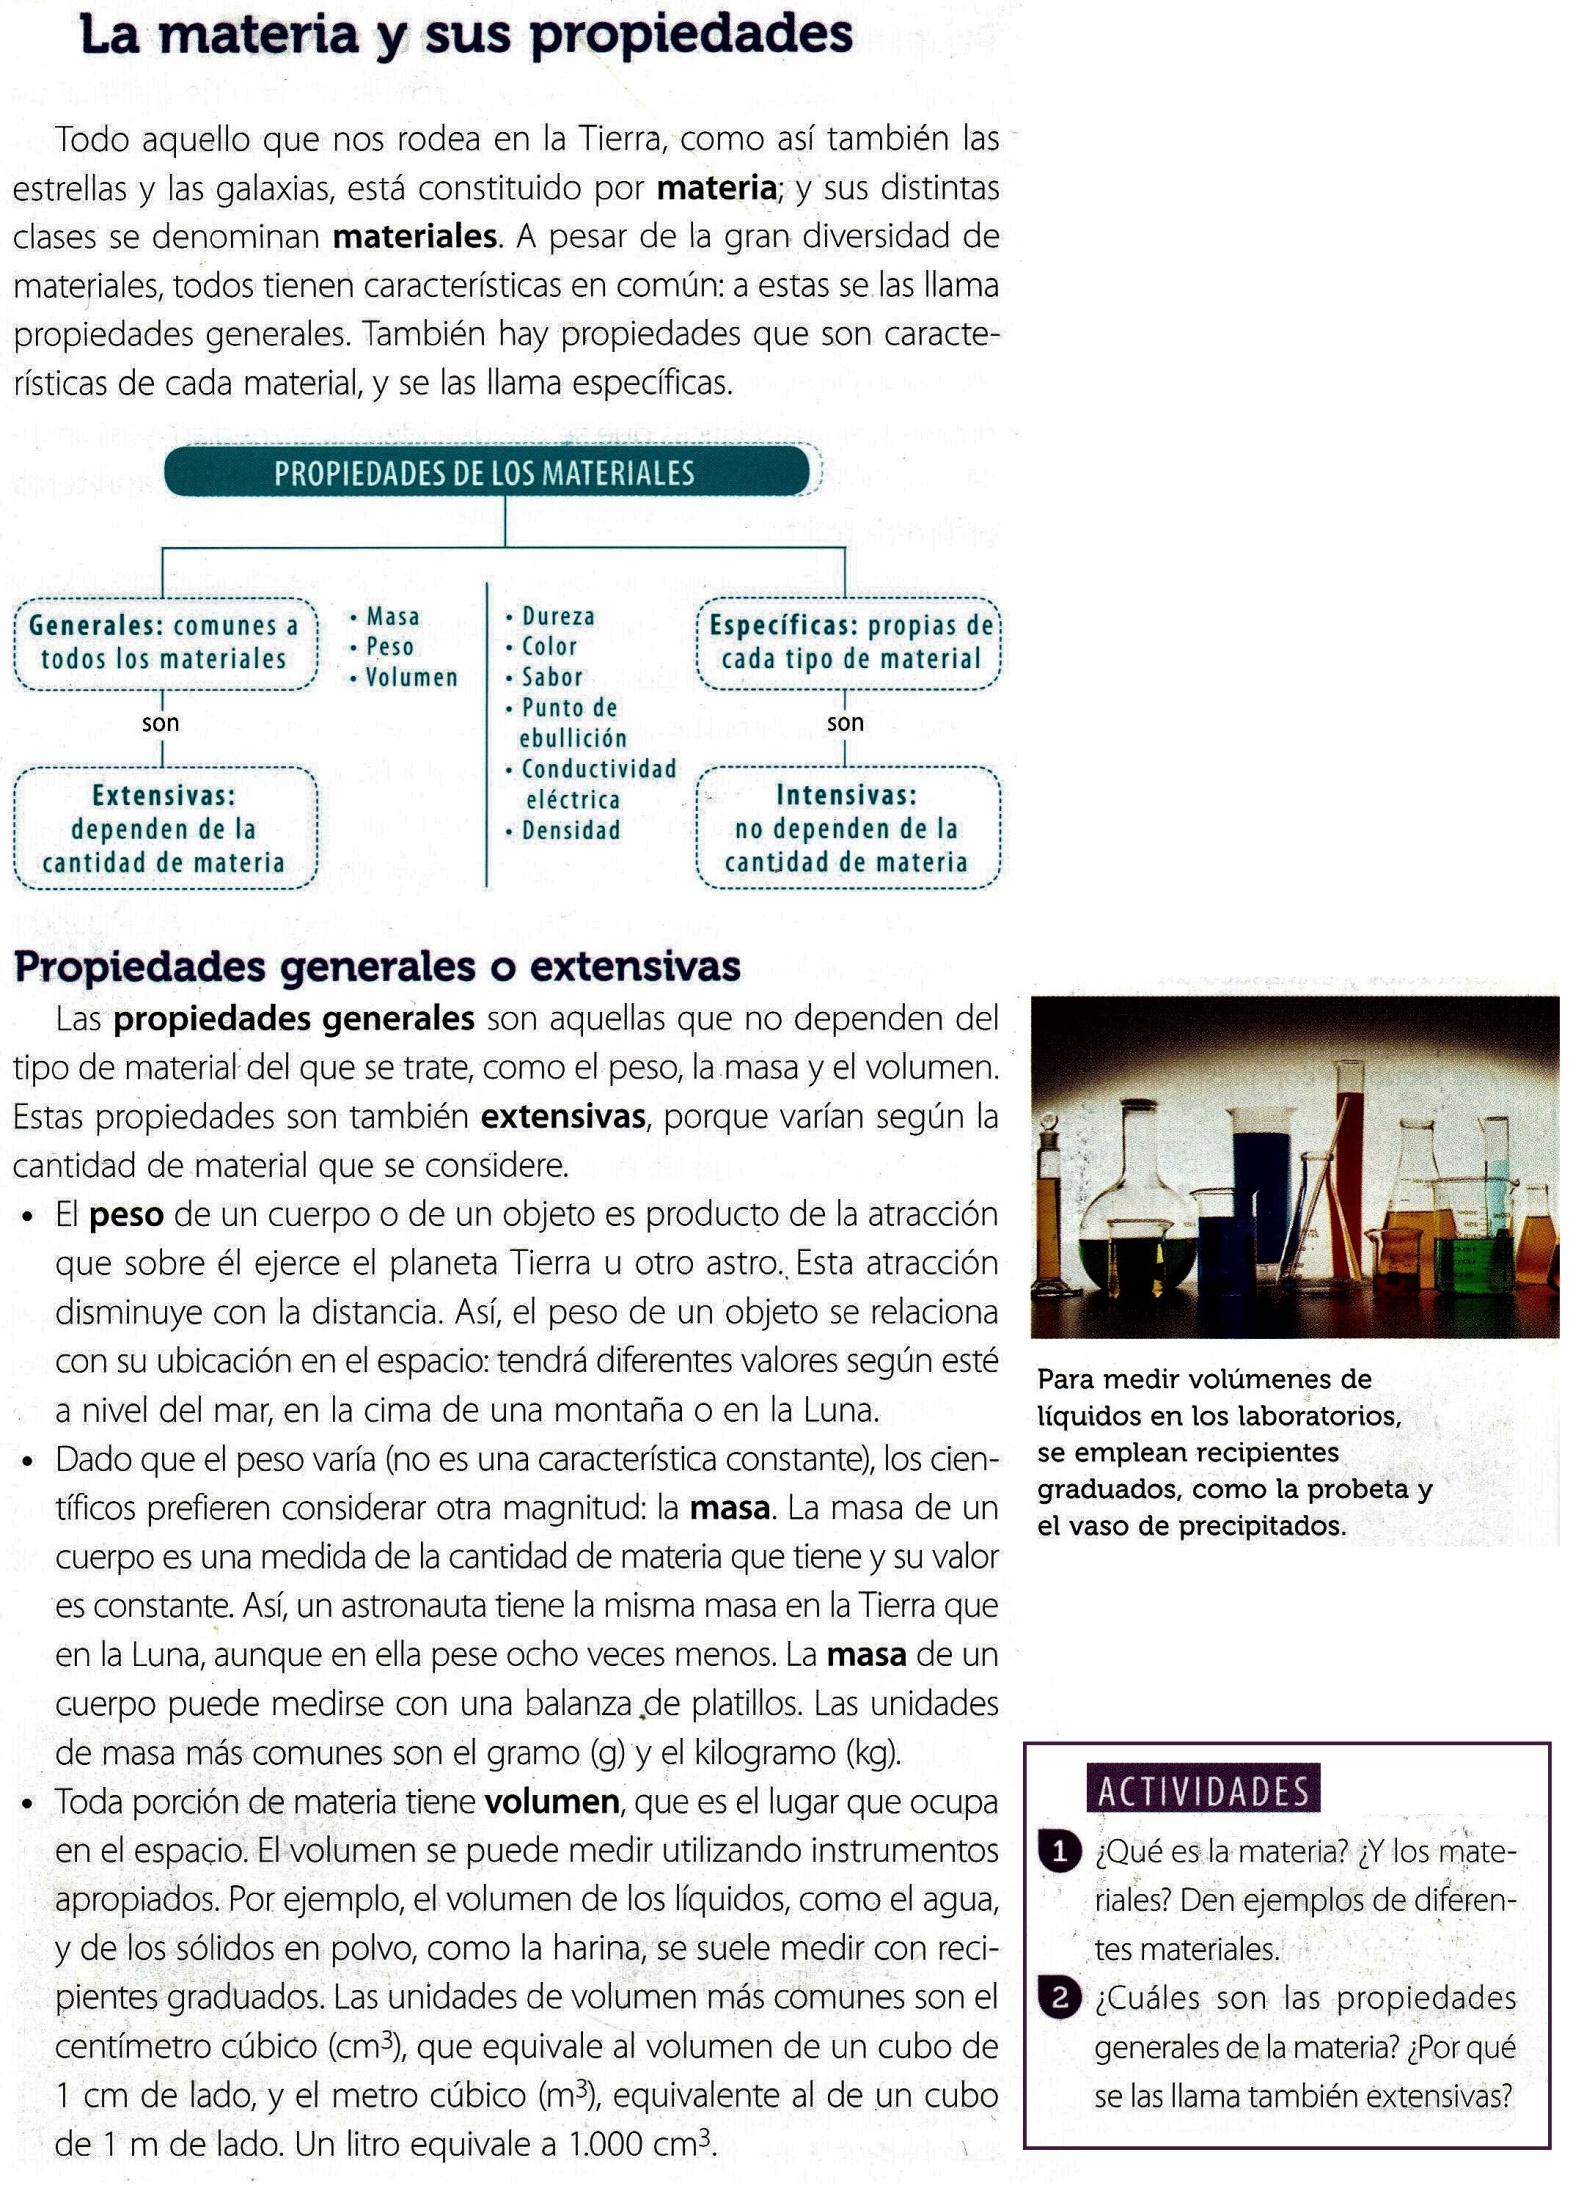 La materia y sus propiedades
Todo aquello que nos rodea en la Tierra, como así también las
estrellas y las galaxias, está constituido por materia; y sus distintas
clases se denominan materiales. A pesar de la gran diversidad de
materiales, todos tienen características en común: a estas se las llama
propiedades generales. También hay propiedades que son caracte-
rísticas de cada material, y se las llama específicas.
PROPIEDADES DE LOS MATERIALES
Generales: comunes a
todos los materiales
son
Extensivas:
dependen de la
cantidad de materia
• Masa
• Peso
• Volumen
• Dureza
• Color
• Sabor
• Punto de
ebullición
• Conductividad
eléctrica
• Densidad
Específicas: propias de
cada tipo de material
son
Intensivas:
no dependen de la
cantidad de materia
Propiedades generales o extensivas
Las propiedades generales son aquellas que no dependen del
tipo de material del que se trate, como el peso, la masa y el volumen.
Estas propiedades son también extensivas, porque varían según la
cantidad de material que se considere.
• El peso de un cuerpo o de un objeto es producto de la atracción
que sobre él ejerce el planeta Tierra u otro astro. Esta atracción
disminuye con la distancia. Así, el peso de un objeto se relaciona
con su ubicación en el espacio: tendrá diferentes valores según esté
a nivel del mar, en la cima de una montaña o en la Luna.
• Dado que el peso varía (no es una característica constante), los cien-
tíficos prefieren considerar otra magnitud: la masa. La masa de un
cuerpo es una medida de la cantidad de materia que tiene y su valor
es constante. Así, un astronauta tiene la misma masa en la Tierra que
en la Luna, aunque en ella pese ocho veces menos. La masa de un
cuerpo puede medirse con una balanza de platillos. Las unidades
de masa más comunes son el gramo (g) y el kilogramo (kg).
• Toda porción de materia tiene volumen, que es el lugar que ocupa
en el espacio. El volumen se puede medir utilizando instrumentos
apropiados. Por ejemplo, el volumen de los líquidos, como el agua,
y de los sólidos en polvo, como la harina, se suele medir con reci-
pientes graduados. Las unidades de volumen más comunes son el
centímetro cúbico (cm³), que equivale al volumen de un cubo de
1 cm de lado, y el metro cúbico (m³), equivalente al de un cubo
de 1 m de lado. Un litro equivale a 1.000 cm³.
Para medir volúmenes de
líquidos en los laboratorios,
se emplean recipientes
graduados, como la probeta y
el vaso de precipitados.
ACTIVIDADES
1 ¿Qué es la materia? ¿Y los mate-
riales? Den ejemplos de diferen-
tes materiales.
2 ¿Cuáles son las propiedades
generales de la materia? ¿Por qué
se las llama también extensivas?